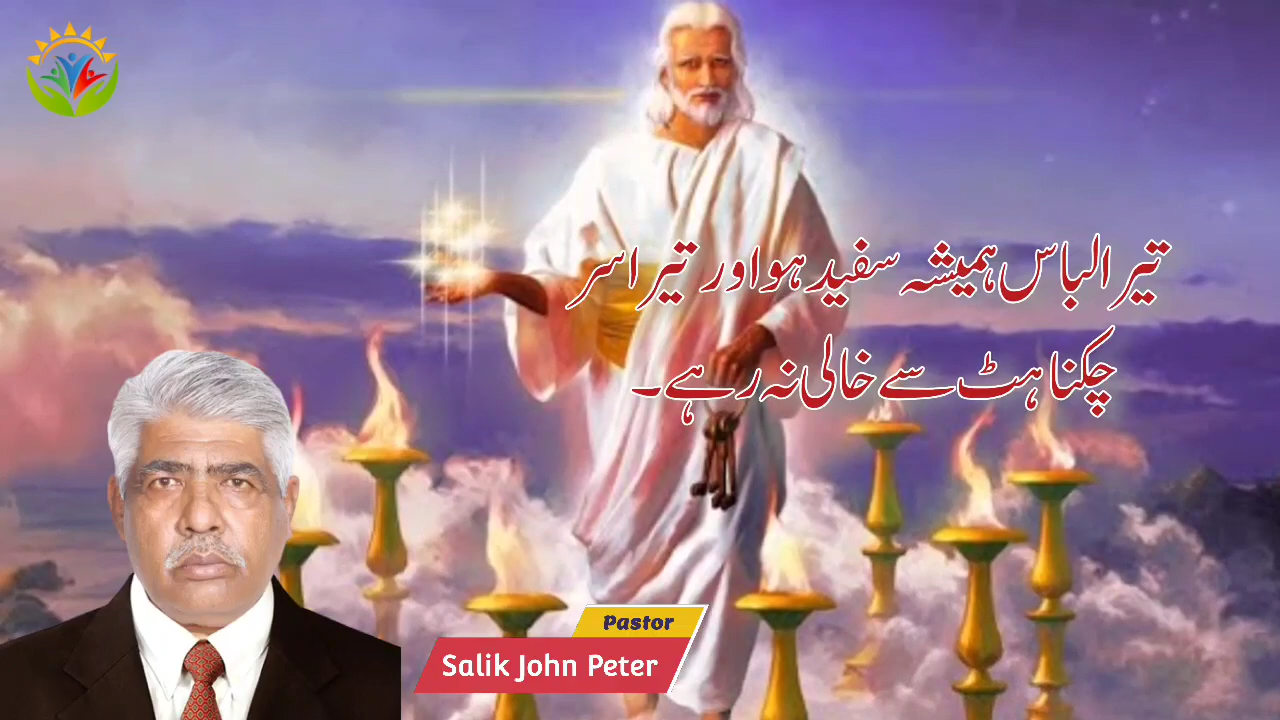 تیرا لباس ہمیشہ سفید ہو اور تیرا سر
چکناہٹ سے خالی نہ رہے۔
Pastor
Salik John Peter